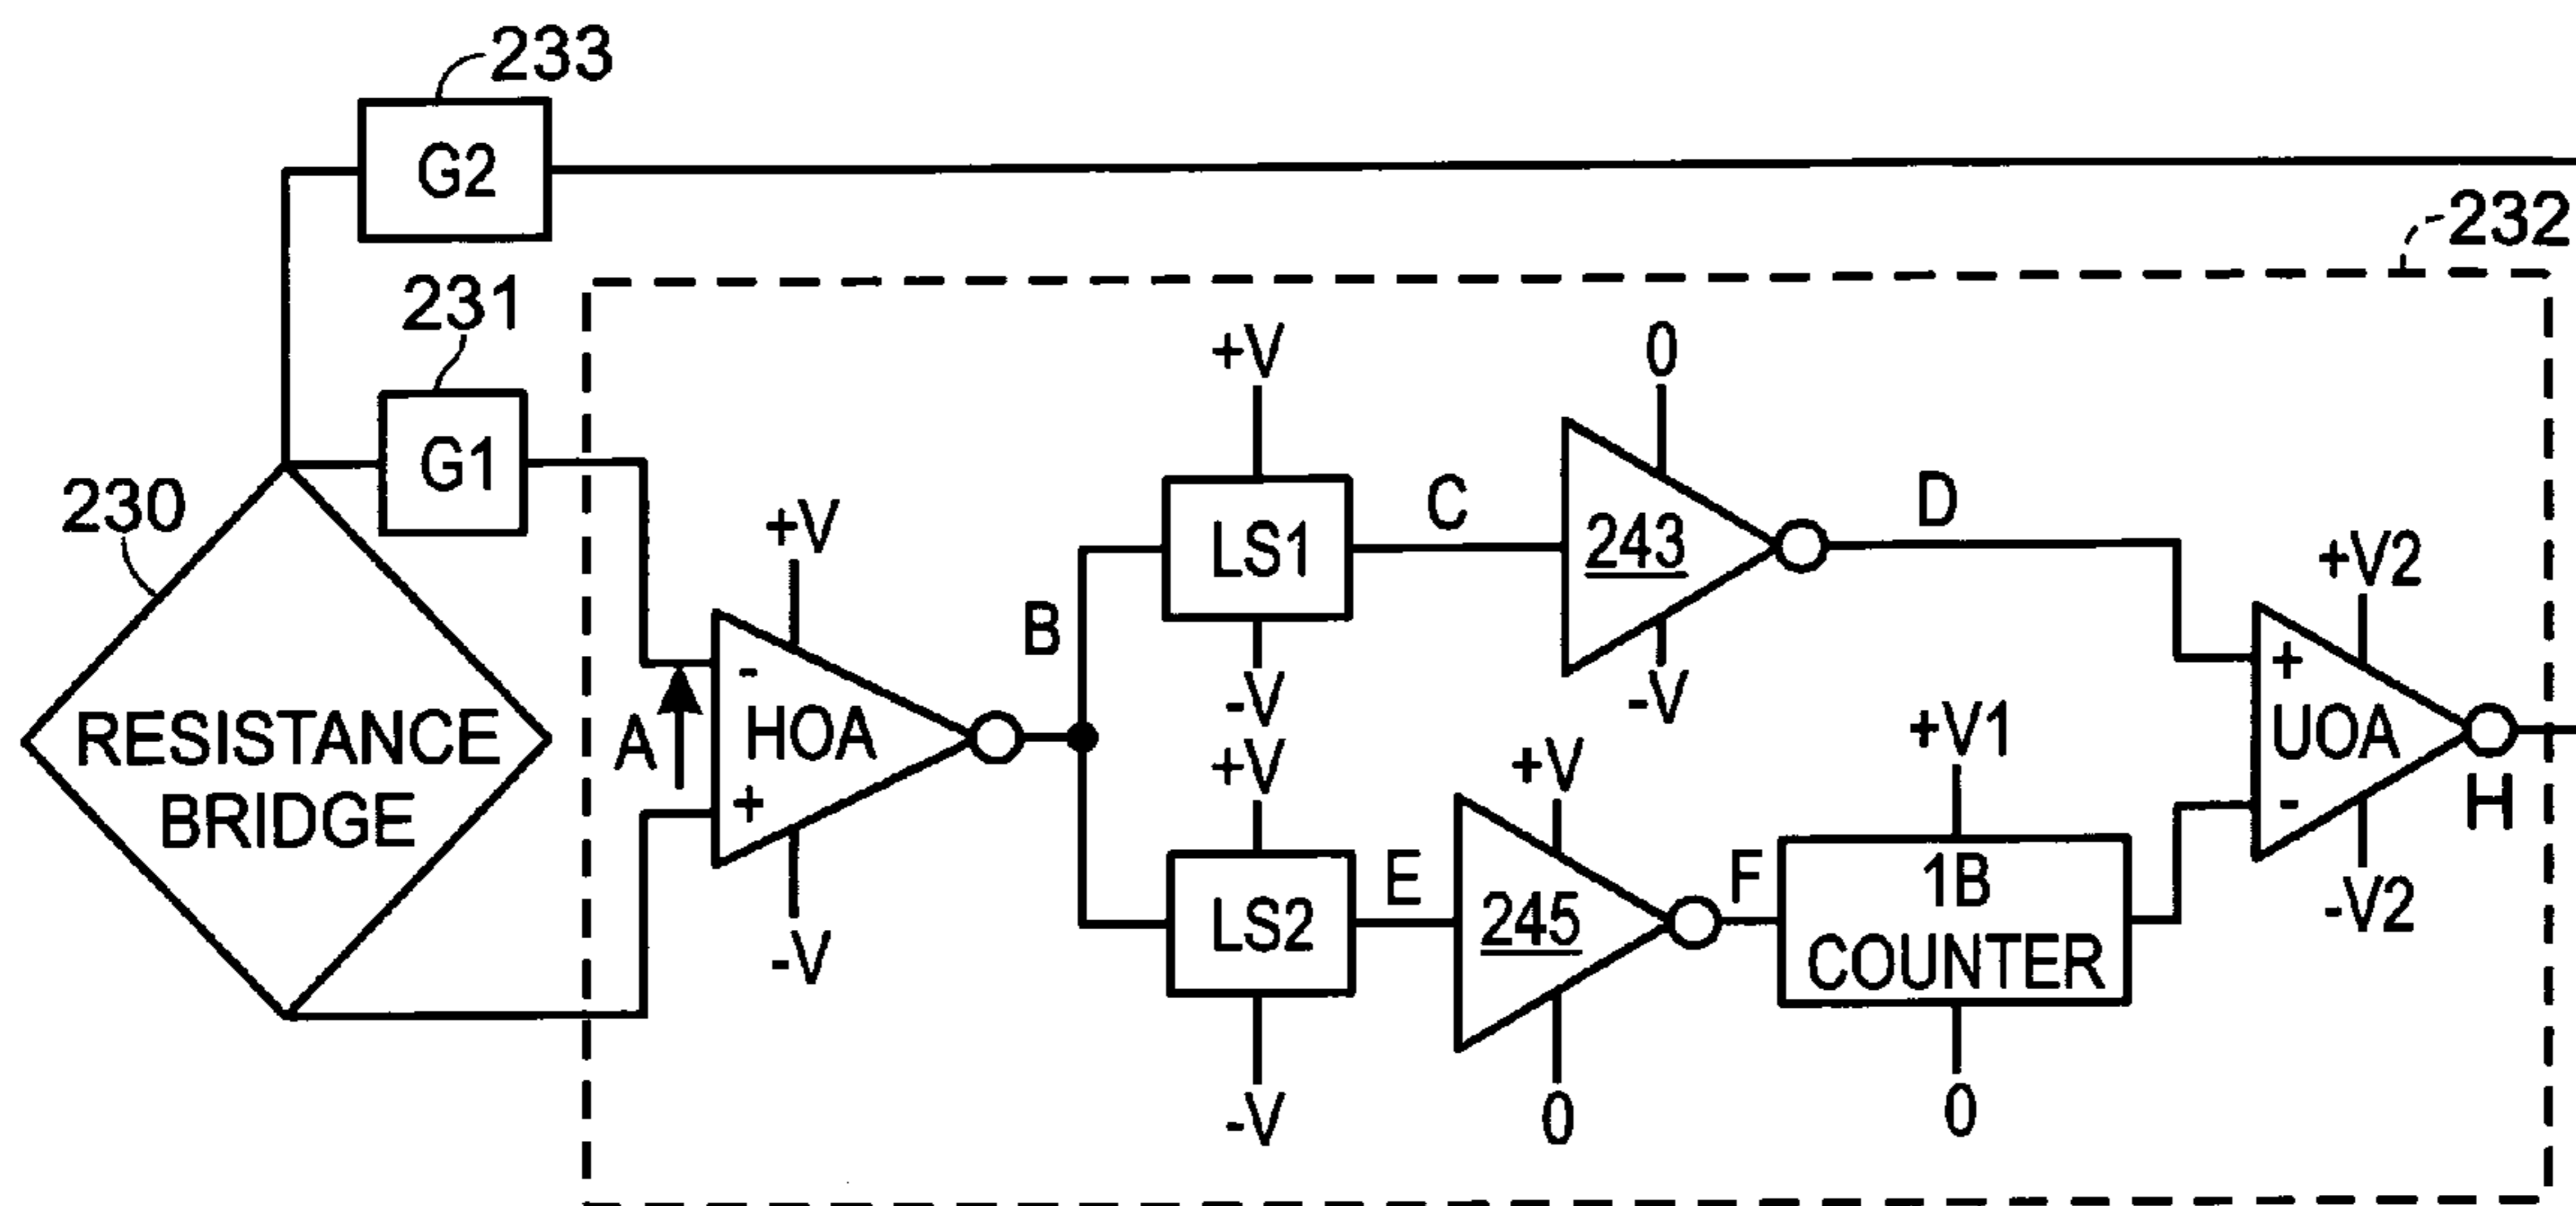 233
G2
232
231
G1
230
RESISTANCE
BRIDGE
A
+V
-
HOA
+
-V
B
+V
LS1
-V
C
0
243
-V
D
+V
LS2
-V
E
+V
245
0
F
+V1
1B
COUNTER
0
+V2
+
UOA
-
-V2
H